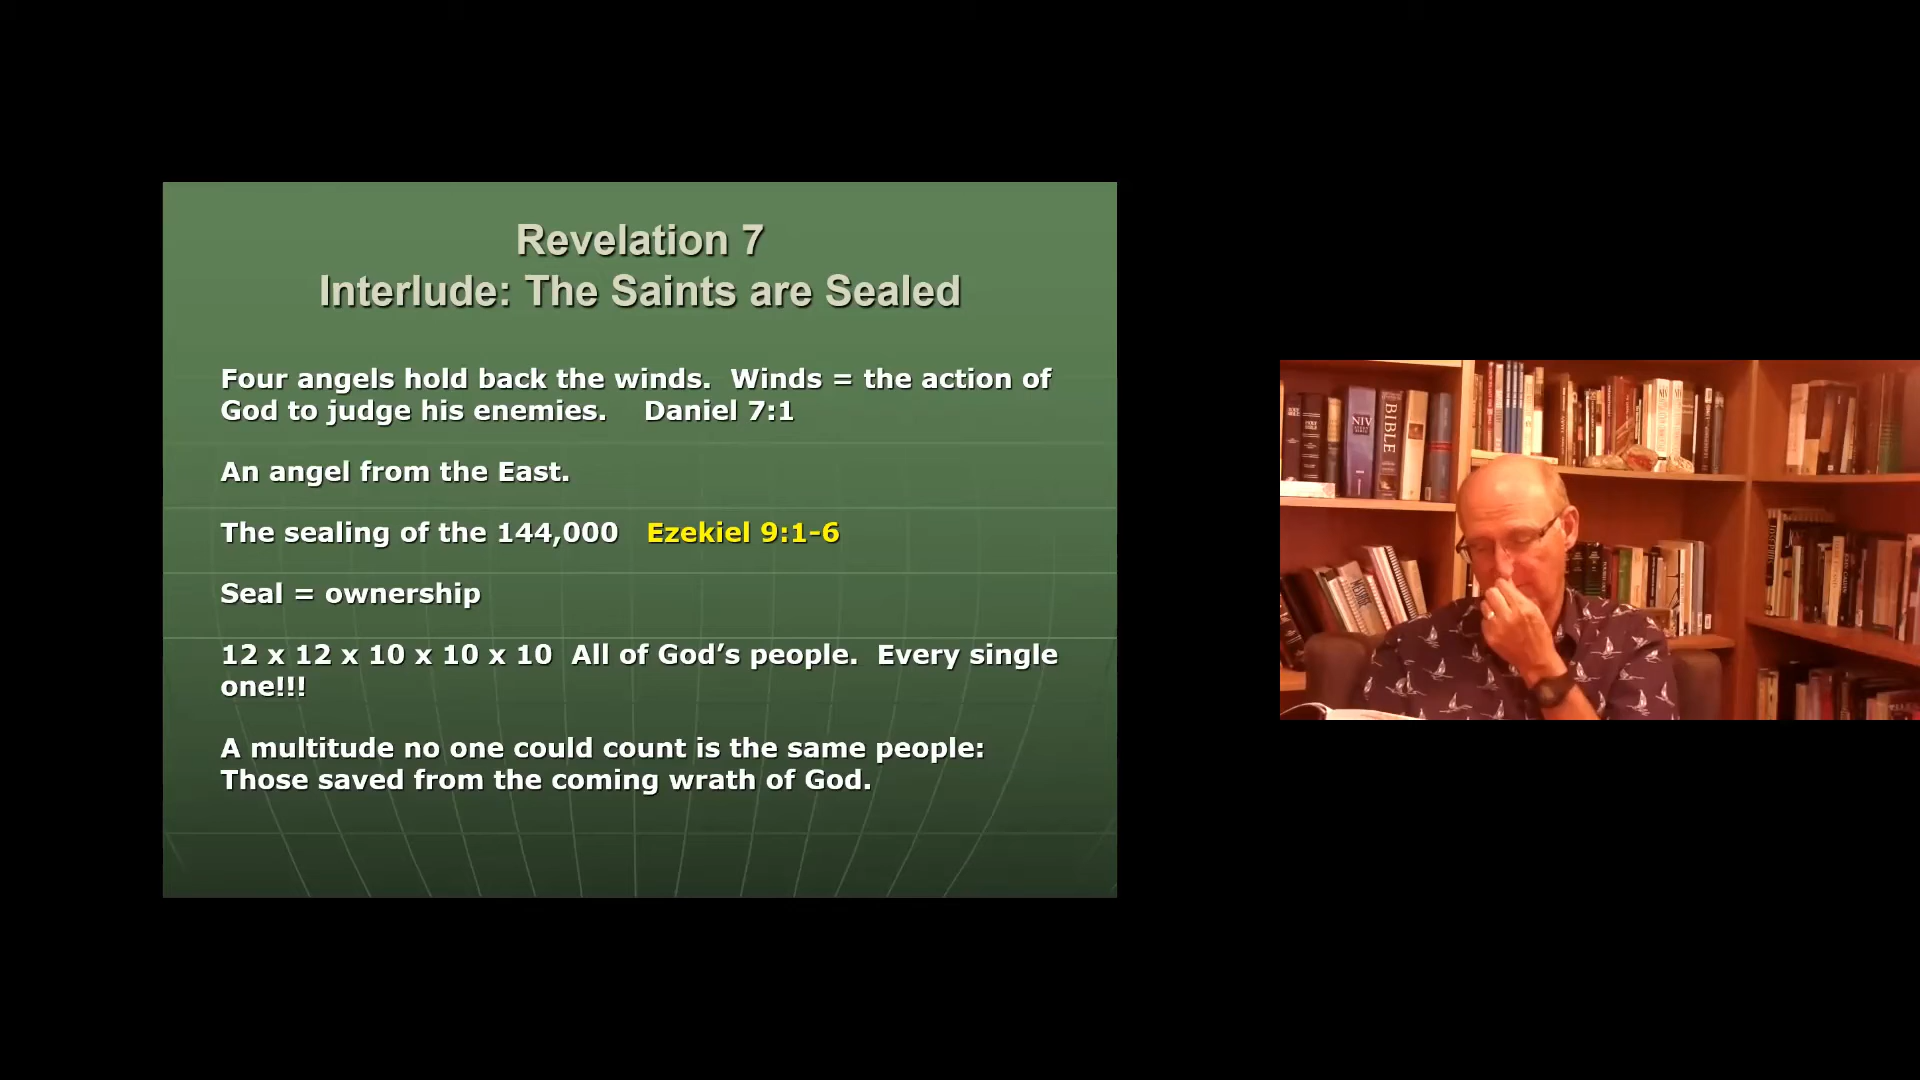 Revelation 7
Interlude: The Saints are Sealed
Four angels hold back the winds.  Winds = the action of
God to judge his enemies.    Daniel 7:1
An angel from the East.
The sealing of the 144,000   Ezekiel 9:1-6
Seal = ownership
12 x 12 x 10 x 10 x 10  All of God’s people.  Every single
one!!!
A multitude no one could count is the same people:
Those saved from the coming wrath of God.
NIV
BIBLE